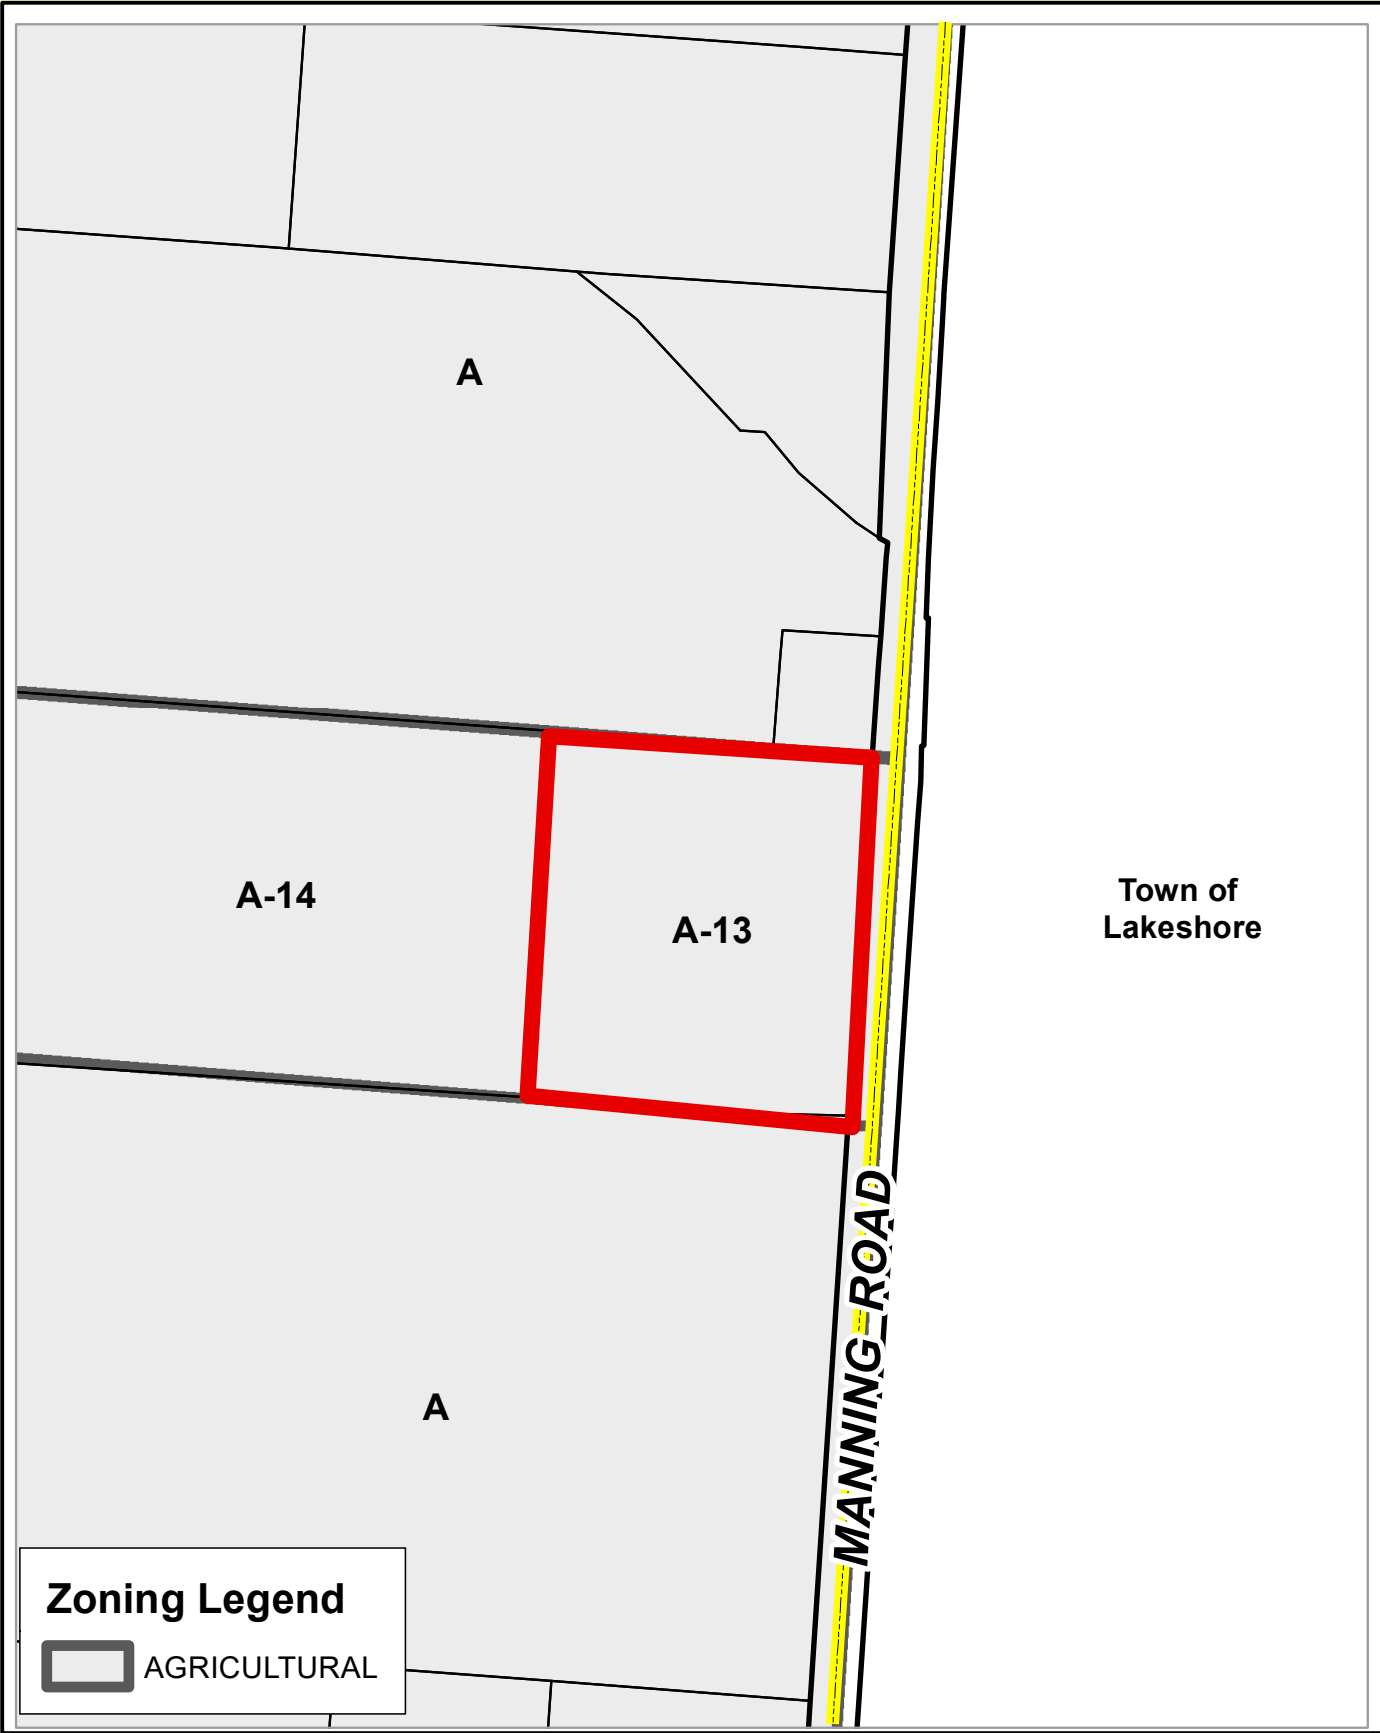 A
A-14
A-13
Town of
Lakeshore
MANNING ROAD
A
Zoning Legend
AGRICULTURAL